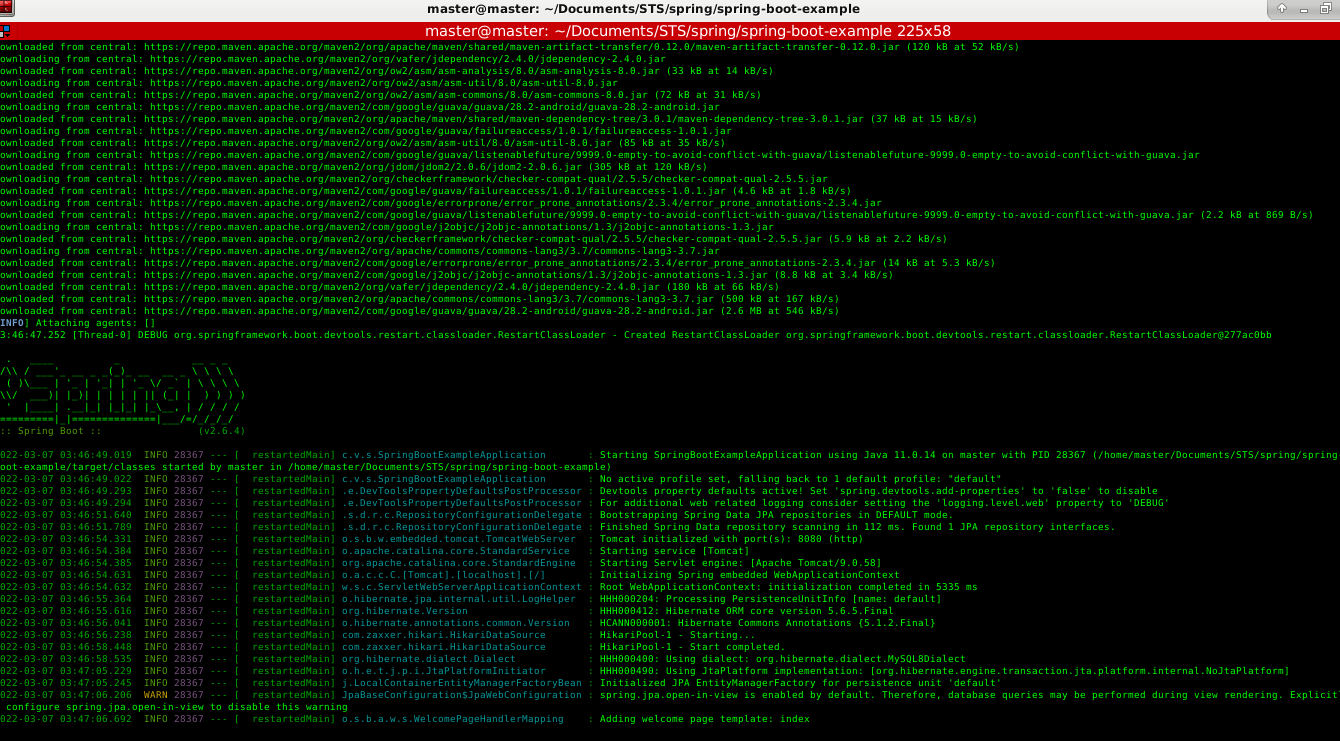 master@master: ~/Documents/STS/spring/spring-boot-example
master@master: ~/Documents/STS/spring/spring-boot-example 225x58
ownloaded from central: https://repo.maven.apache.org/maven2/org/apache/maven/shared/maven-artifact-transfer/0.12.0/maven-artifact-transfer-0.12.0.jar (120 kB at 52 kB/s)
ownloading from central: https://repo.maven.apache.org/maven2/org/vafer/jdependency/2.4.0/jdependency-2.4.0.jar
ownloaded from central: https://repo.maven.apache.org/maven2/org/ow2/asm/asm-analysis/8.0/asm-analysis-8.0.jar (33 kB at 14 kB/s)
ownloading from central: https://repo.maven.apache.org/maven2/org/ow2/asm/asm-util/8.0/asm-util-8.0.jar
ownloaded from central: https://repo.maven.apache.org/maven2/org/ow2/asm/asm-commons/8.0/asm-commons-8.0.jar (72 kB at 31 kB/s)
ownloading from central: https://repo.maven.apache.org/maven2/com/google/guava/guava/28.2-android/guava-28.2-android.jar
ownloaded from central: https://repo.maven.apache.org/maven2/org/apache/maven/shared/maven-dependency-tree/3.0.1/maven-dependency-tree-3.0.1.jar (37 kB at 15 kB/s)
ownloading from central: https://repo.maven.apache.org/maven2/com/google/guava/failureaccess/1.0.1/failureaccess-1.0.1.jar
ownloaded from central: https://repo.maven.apache.org/maven2/org/ow2/asm/asm-util/8.0/asm-util-8.0.jar (85 kB at 35 kB/s)
ownloading from central: https://repo.maven.apache.org/maven2/com/google/guava/listenablefuture/9999.0-empty-to-avoid-conflict-with-guava/listenablefuture-9999.0-empty-to-avoid-conflict-with-guava.jar
ownloaded from central: https://repo.maven.apache.org/maven2/org/jdom/jdom2/2.0.6/jdom2-2.0.6.jar (305 kB at 120 kB/s)
ownloading from central: https://repo.maven.apache.org/maven2/org/checkerframework/checker-compat-qual/2.5.5/checker-compat-qual-2.5.5.jar
ownloaded from central: https://repo.maven.apache.org/maven2/com/google/guava/failureaccess/1.0.1/failureaccess-1.0.1.jar (4.6 kB at 1.8 kB/s)
ownloading from central: https://repo.maven.apache.org/maven2/com/google/errorprone/error_prone_annotations/2.3.4/error_prone_annotations-2.3.4.jar
ownloaded from central: https://repo.maven.apache.org/maven2/com/google/guava/listenablefuture/9999.0-empty-to-avoid-conflict-with-guava/listenablefuture-9999.0-empty-to-avoid-conflict-with-guava.jar (2.2 kB at 869 B/s)
ownloading from central: https://repo.maven.apache.org/maven2/com/google/j2objc/j2objc-annotations/1.3/j2objc-annotations-1.3.jar
ownloaded from central: https://repo.maven.apache.org/maven2/org/checkerframework/checker-compat-qual/2.5.5/checker-compat-qual-2.5.5.jar (5.9 kB at 2.2 kB/s)
ownloading from central: https://repo.maven.apache.org/maven2/org/apache/commons/commons-lang3/3.7/commons-lang3-3.7.jar
ownloaded from central: https://repo.maven.apache.org/maven2/com/google/errorprone/error_prone_annotations/2.3.4/error_prone_annotations-2.3.4.jar (14 kB at 5.3 kB/s)
ownloaded from central: https://repo.maven.apache.org/maven2/com/google/j2objc/j2objc-annotations/1.3/j2objc-annotations-1.3.jar (8.8 kB at 3.4 kB/s)
ownloaded from central: https://repo.maven.apache.org/maven2/org/vafer/jdependency/2.4.0/jdependency-2.4.0.jar (180 kB at 66 kB/s)
ownloaded from central: https://repo.maven.apache.org/maven2/org/apache/commons/commons-lang3/3.7/commons-lang3-3.7.jar (500 kB at 167 kB/s)
ownloaded from central: https://repo.maven.apache.org/maven2/com/google/guava/guava/28.2-android/guava-28.2-android.jar (2.6 MB at 546 kB/s)
INFO] Attaching agents: []
3:46:47.252 [Thread-0] DEBUG org.springframework.boot.devtools.restart.classloader.RestartClassLoader - Created RestartClassLoader org.springframework.boot.devtools.restart.classloader.RestartClassLoader@277ac0bb
:: Spring Boot :: (v2.6.4)
022-03-07 03:46:49.019 INFO 28367 --- [ restartedMain] c.v.s.SpringBootExampleApplication : Starting SpringBootExampleApplication using Java 11.0.14 on master with PID 28367 (/home/master/Documents/STS/spring/spring-
oot-example/target/classes started by master in /home/master/Documents/STS/spring/spring-boot-example)
022-03-07 03:46:49.022 INFO 28367 --- [ restartedMain] c.v.s.SpringBootExampleApplication : No active profile set, falling back to 1 default profile: "default"
022-03-07 03:46:49.293 INFO 28367 --- [ restartedMain] .e.DevToolsPropertyDefaultsPostProcessor : Devtools property defaults active! Set 'spring.devtools.add-properties' to 'false' to disable
022-03-07 03:46:49.294 INFO 28367 --- [ restartedMain] .e.DevToolsPropertyDefaultsPostProcessor : For additional web related logging consider setting the 'logging.level.web' property to 'DEBUG'
022-03-07 03:46:51.640 INFO 28367 --- [ restartedMain] .s.d.r.c.RepositoryConfigurationDelegate : Bootstrapping Spring Data JPA repositories in DEFAULT mode.
022-03-07 03:46:51.789 INFO 28367 --- [ restartedMain] .s.d.r.c.RepositoryConfigurationDelegate : Finished Spring Data repository scanning in 112 ms. Found 1 JPA repository interfaces.
022-03-07 03:46:54.331 INFO 28367 --- [ restartedMain] o.s.b.w.embedded.tomcat.TomcatWebServer : Tomcat initialized with port(s): 8080 (http)
022-03-07 03:46:54.384 INFO 28367 --- [ restartedMain] o.apache.catalina.core.StandardService : Starting service [Tomcat]
022-03-07 03:46:54.385 INFO 28367 --- [ restartedMain] org.apache.catalina.core.StandardEngine : Starting Servlet engine: [Apache Tomcat/9.0.58]
022-03-07 03:46:54.631 INFO 28367 --- [ restartedMain] o.a.c.c.C.[Tomcat].[localhost].[/] : Initializing Spring embedded WebApplicationContext
022-03-07 03:46:54.632 INFO 28367 --- [ restartedMain] w.s.c.ServletWebServerApplicationContext : Root WebApplicationContext: initialization completed in 5335 ms
022-03-07 03:46:55.364 INFO 28367 --- [ restartedMain] o.hibernate.jpa.internal.util.LogHelper : HHH000204: Processing PersistenceUnitInfo [name: default]
022-03-07 03:46:55.616 INFO 28367 --- [ restartedMain] org.hibernate.Version : HHH000412: Hibernate ORM core version 5.6.5.Final
022-03-07 03:46:56.041 INFO 28367 --- [ restartedMain] o.hibernate.annotations.common.Version : HCANN000001: Hibernate Commons Annotations {5.1.2.Final}
022-03-07 03:46:56.238 INFO 28367 --- [ restartedMain] com.zaxxer.hikari.HikariDataSource : HikariPool-1 - Starting...
022-03-07 03:46:58.448 INFO 28367 --- [ restartedMain] com.zaxxer.hikari.HikariDataSource : HikariPool-1 - Start completed.
022-03-07 03:46:58.535 INFO 28367 --- [ restartedMain] org.hibernate.dialect.Dialect : HHH000400: Using dialect: org.hibernate.dialect.MySQL8Dialect
022-03-07 03:47:05.229 INFO 28367 --- [ restartedMain] o.h.e.t.j.p.i.JtaPlatformInitiator : HHH000490: Using JtaPlatform implementation: [org.hibernate.engine.transaction.jta.platform.internal.NoJtaPlatform]
022-03-07 03:47:05.245 INFO 28367 --- [ restartedMain] j.LocalContainerEntityManagerFactoryBean : Initialized JPA EntityManagerFactory for persistence unit 'default'
022-03-07 03:47:06.206 WARN 28367 --- [ restartedMain] JpaBaseConfiguration$JpaWebConfiguration : spring.jpa.open-in-view is enabled by default. Therefore, database queries may be performed during view rendering. Explicit
configure spring.jpa.open-in-view to disable this warning
022-03-07 03:47:06.692 INFO 28367 --- [ restartedMain] o.s.b.a.w.s.WelcomePageHandlerMapping : Adding welcome page template: index